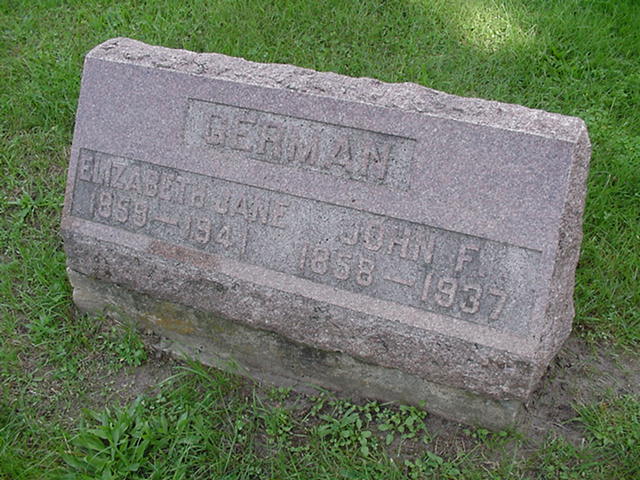 GERMAN
ELIZABETH JANE
1859—1941
JOHN F.
1858—1937